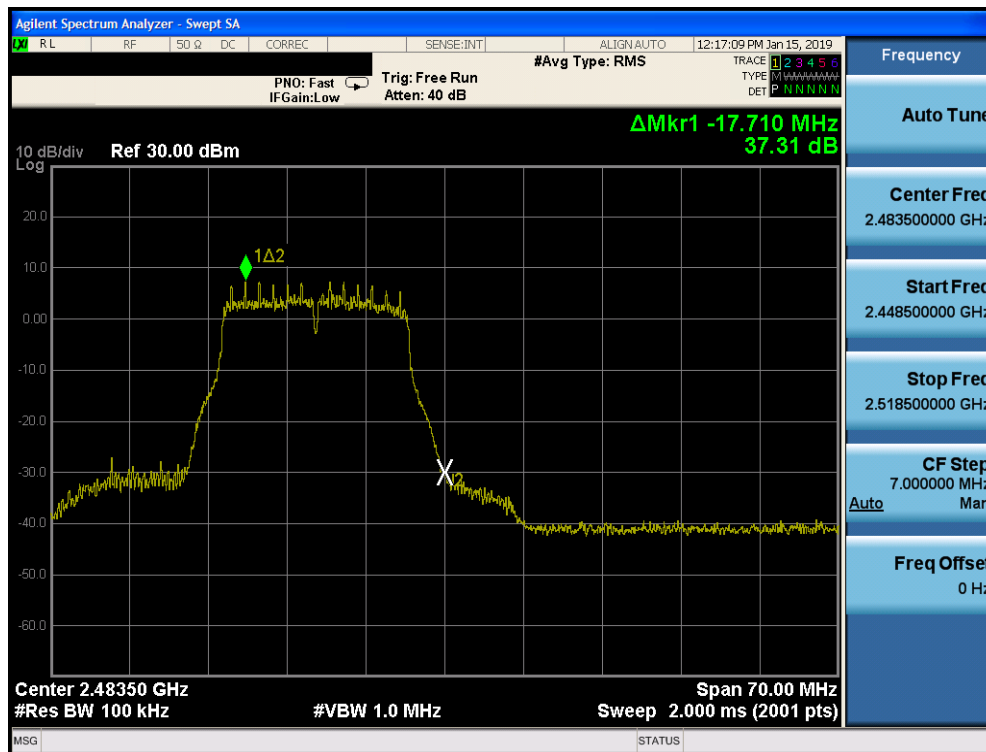 Agilent Spectrum Analyzer - Swept SA
LXI RL RF 50 Ω DC CORREC SENSE:INT ALIGN AUTO 12:17:09 PM Jan 15, 2019
#Avg Type: RMS
TRACE 1 2 3 4 5 6
PNO: Fast Trig: Free Run
TYPE M
IFGain:Low Atten: 40 dB
DET P N N N N N
ΔMkr1 -17.710 MHz
37.31 dB
10 dB/div Ref 30.00 dBm
Log
20.0
10.0
0.00
-10.0
-20.0
-30.0
-40.0
-50.0
-60.0
1Δ2
X2
Center 2.48350 GHz Span 70.00 MHz
#Res BW 100 kHz #VBW 1.0 MHz Sweep 2.000 ms (2001 pts)
MSG STATUS
Frequency
Auto Tune
Center Freq
2.483500000 GHz
Start Freq
2.448500000 GHz
Stop Freq
2.518500000 GHz
CF Step
7.000000 MHz
Auto Man
Freq Offset
0 Hz